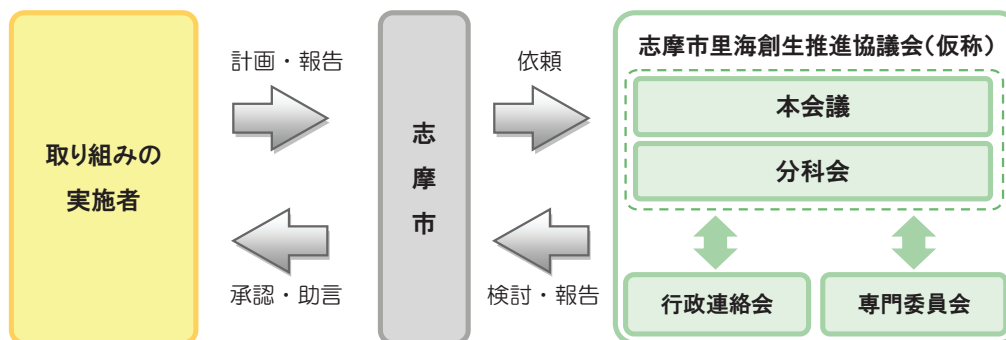 取り組みの
実施者
計画・報告
承認・助言
志
摩
市
依頼
検討・報告
志摩市里海創生推進協議会（仮称）
本会議
分科会
行政連絡会
専門委員会